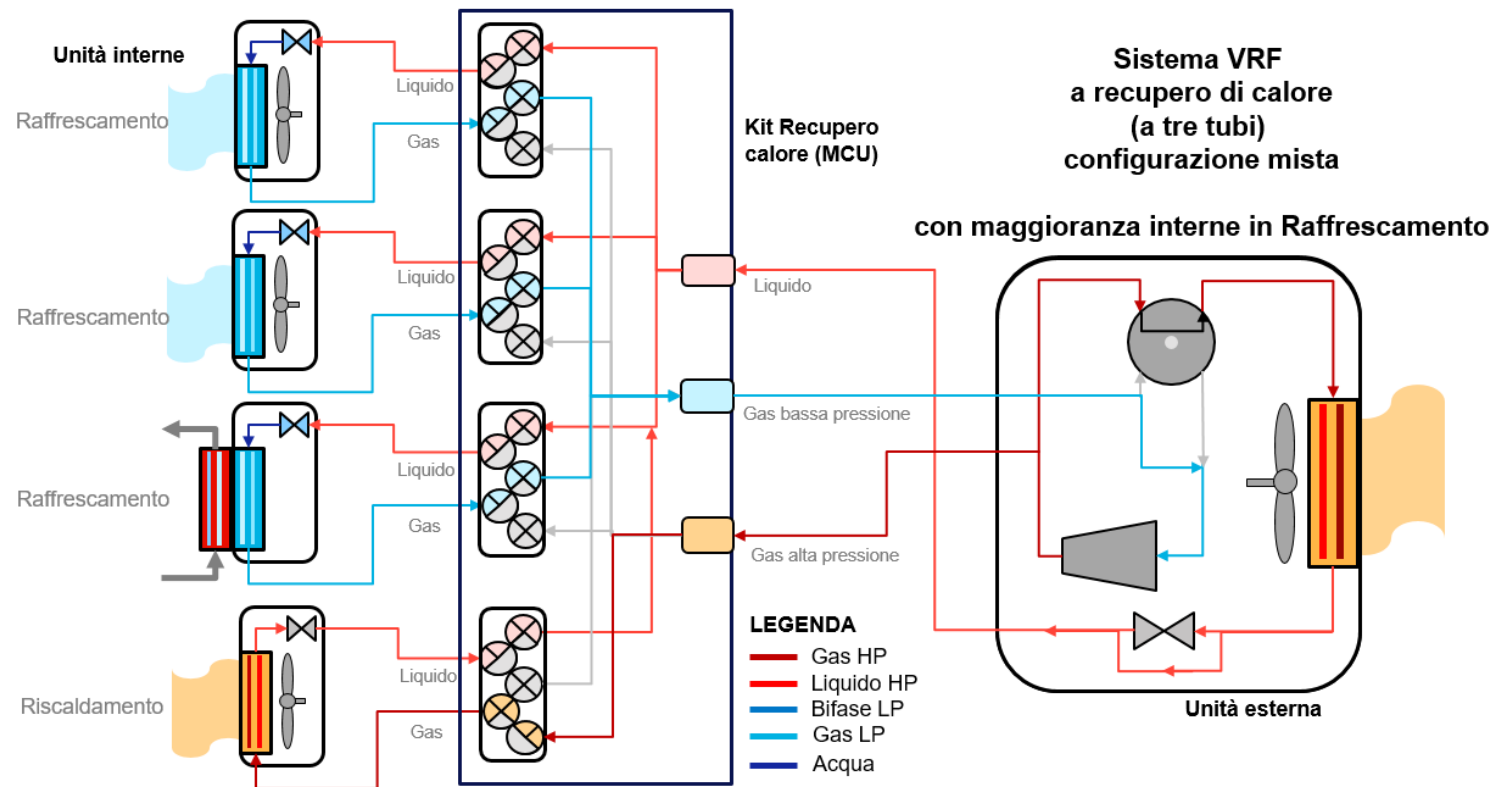 Unità interne
Raffrescamento
Liquido
Gas
Raffrescamento
Liquido
Gas
Raffrescamento
Liquido
Gas
Riscaldamento
Liquido
Gas
Kit Recupero
calore (MCU)
Sistema VRF
a recupero di calore
(a tre tubi)
configurazione mista
con maggioranza interne in Raffrescamento
Liquido
Gas bassa pressione
Gas alta pressione
LEGENDA
Gas HP
Liquido HP
Bifase LP
Gas LP
Acqua
Unità esterna